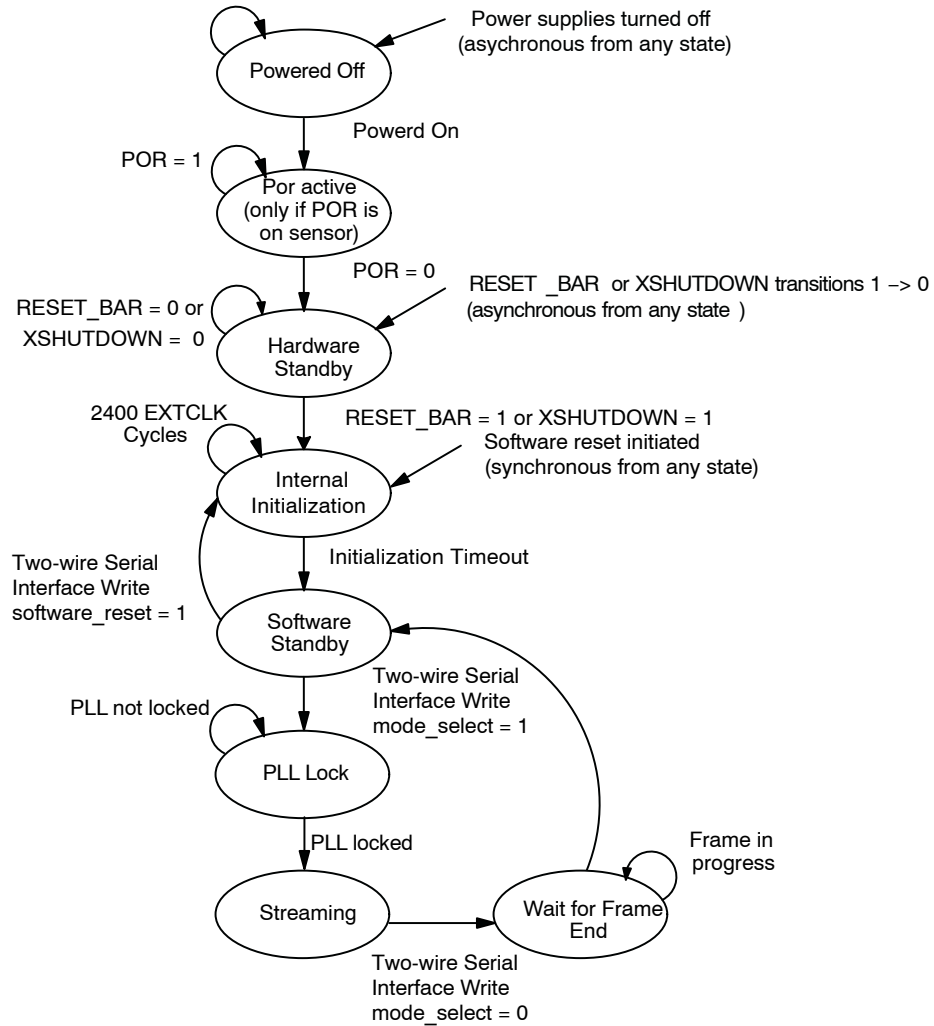 Power supplies turned off
(asychronous from any state)
Powered Off
Powerd On
POR = 1
Por active
(only if POR is
on sensor)
POR = 0
RESET _BAR or XSHUTDOWN transitions 1 –> 0
(asynchronous from any state )
RESET_BAR = 0 or
XSHUTDOWN = 0
Hardware
Standby
2400 EXTCLK
Cycles
RESET_BAR = 1 or XSHUTDOWN = 1
Software reset initiated
(synchronous from any state)
Internal
Initialization
Initialization Timeout
Two-wire Serial
Interface Write
software_reset = 1
Software
Standby
Two-wire Serial
Interface Write
mode_select = 1
PLL not locked
PLL Lock
PLL locked
Frame in
progress
Streaming
Wait for Frame
End
Two-wire Serial
Interface Write
mode_select = 0